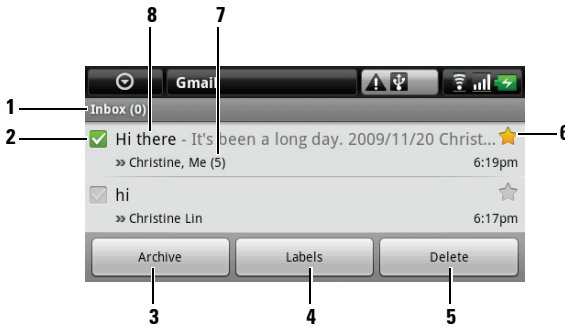 8 7
Gmail
1 Inbox (0)
2 Hi there - It's been a long day. 2009/11/20 Christ... 6
» Christine, Me (5) 6:19pm
hi
» Christine Lin 6:17pm
Archive Labels Delete
3 4 5